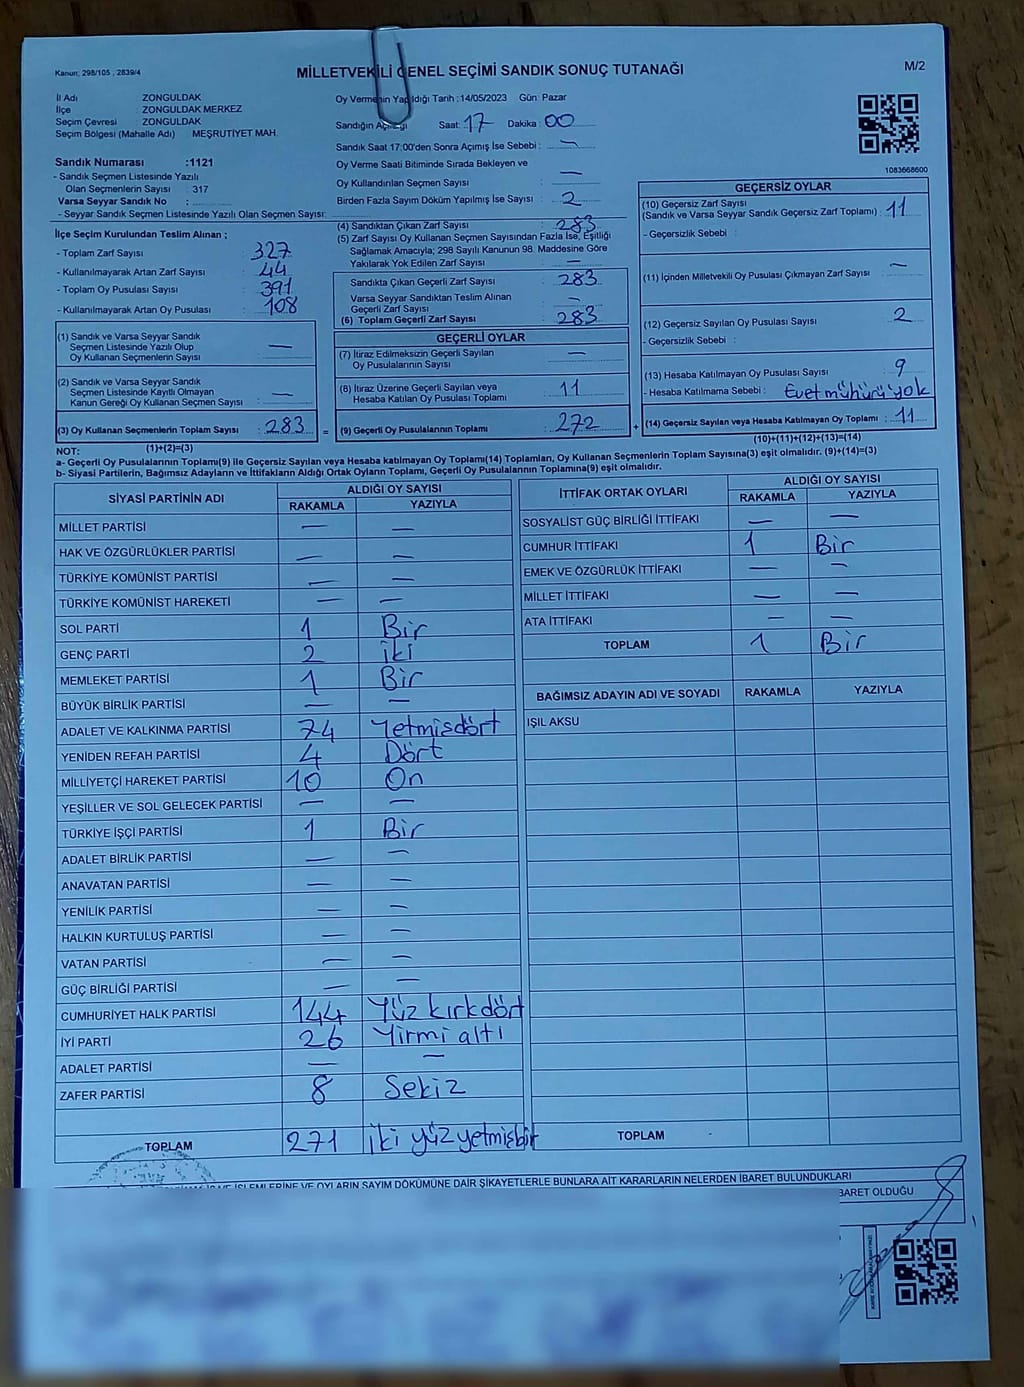 Kanun; 298/105 , 2839/4
MİLLETVEKİLİ GENEL SEÇİMİ SANDIK SONUÇ TUTANAĞI
M/2
İl Adı ZONGULDAK
İlçe ZONGULDAK MERKEZ
Seçim Çevresi ZONGULDAK
Seçim Bölgesi (Mahalle Adı) MEŞRUTİYET MAH.
Sandık Numarası :1121
- Sandık Seçmen Listesinde Yazılı
Olan Seçmenlerin Sayısı : 317
Varsa Seyyar Sandık No :
- Seyyar Sandık Seçmen Listesinde Yazılı Olan Seçmen Sayısı:
Oy Vermenin Yapıldığı Tarih :14/05/2023 Gün: Pazar
Sandığın Açıldığı Saat: 17 Dakika : 00
Sandık Saat 17:00'den Sonra Açımış İse Sebebi : —
Oy Verme Saati Bitiminde Sırada Bekleyen ve
Oy Kullandırılan Seçmen Sayısı —
Birden Fazla Sayım Döküm Yapılmış İse Sayısı 2
1083668600
İlçe Seçim Kurulundan Teslim Alınan ;
- Toplam Zarf Sayısı : 327
- Kullanılmayarak Artan Zarf Sayısı : 44
- Toplam Oy Pusulası Sayısı : 391
- Kullanılmayarak Artan Oy Pusulası : 108
(1) Sandık ve Varsa Seyyar Sandık
Seçmen Listesinde Yazılı Olup
Oy Kullanan Seçmenlerin Sayısı : —
(2) Sandık ve Varsa Seyyar Sandık
Seçmen Listesinde Kayıtlı Olmayan
Kanun Gereği Oy Kullanan Seçmen Sayısı : —
(3) Oy Kullanan Seçmenlerin Toplam Sayısı : 283
(1)+(2)=(3)
(4) Sandıktan Çıkan Zarf Sayısı : 283
(5) Zarf Sayısı Oy Kullanan Seçmen Sayısından Fazla İse, Eşitliği
Sağlamak Amacıyla; 298 Sayılı Kanunun 98. Maddesine Göre
Yakılarak Yok Edilen Zarf Sayısı : —
Sandıkta Çıkan Geçerli Zarf Sayısı : 283
Varsa Seyyar Sandıktan Teslim Alınan
Geçerli Zarf Sayısı : —
(6) Toplam Geçerli Zarf Sayısı : 283
GEÇERLİ OYLAR
(7) İtiraz Edilmeksizin Geçerli Sayılan
Oy Pusulalarının Sayısı : —
(8) İtiraz Üzerine Geçerli Sayılan veya
Hesaba Katılan Oy Pusulası Toplamı : 11
= (9) Geçerli Oy Pusulalarının Toplamı : 272
GEÇERSİZ OYLAR
(10) Geçersiz Zarf Sayısı
(Sandık ve Varsa Seyyar Sandık Geçersiz Zarf Toplamı) : 11
- Geçersizlik Sebebi :
(11) İçinden Milletvekili Oy Pusulası Çıkmayan Zarf Sayısı : —
(12) Geçersiz Sayılan Oy Pusulası Sayısı : 2
- Geçersizlik Sebebi :
(13) Hesaba Katılmayan Oy Pusulası Sayısı : 9
- Hesaba Katılmama Sebebi : Evet mührü yok
+ (14) Geçersiz Sayılan veya Hesaba Katılmayan Oy Toplamı : 11
(10)+(11)+(12)+(13)=(14)
NOT:
a- Geçerli Oy Pusulalarının Toplamı(9) ile Geçersiz Sayılan veya Hesaba katılmayan Oy Toplamı(14) Toplamları, Oy Kullanan Seçmenlerin Toplam Sayısına(3) eşit olmalıdır. (9)+(14)=(3)
b- Siyasi Partilerin, Bağımsız Adayların ve İttifakların Aldığı Ortak Oyların Toplamı, Geçerli Oy Pusulalarının Toplamına(9) eşit olmalıdır.
SİYASİ PARTİNİN ADI ALDIĞI OY SAYISI
RAKAMLA YAZIYLA
MİLLET PARTİSİ — —
HAK VE ÖZGÜRLÜKLER PARTİSİ — —
TÜRKİYE KOMÜNİST PARTİSİ — —
TÜRKİYE KOMÜNİST HAREKETİ — —
SOL PARTİ 1 Bir
GENÇ PARTİ 2 iki
MEMLEKET PARTİSİ 1 Bir
BÜYÜK BİRLİK PARTİSİ — —
ADALET VE KALKINMA PARTİSİ 74 Yetmisdört
YENİDEN REFAH PARTİSİ 4 Dört
MİLLİYETÇİ HAREKET PARTİSİ 10 On
YEŞİLLER VE SOL GELECEK PARTİSİ — —
TÜRKİYE İŞÇİ PARTİSİ 1 Bir
ADALET BİRLİK PARTİSİ — —
ANAVATAN PARTİSİ — —
YENİLİK PARTİSİ — —
HALKIN KURTULUŞ PARTİSİ — —
VATAN PARTİSİ — —
GÜÇ BİRLİĞİ PARTİSİ — —
CUMHURİYET HALK PARTİSİ 144 Yüz kırkdört
İYİ PARTİ 26 Yirmi altı
ADALET PARTİSİ — —
ZAFER PARTİSİ 8 Sekiz
TOPLAM 271 iki yüz yetmişbir
İTTİFAK ORTAK OYLARI ALDIĞI OY SAYISI
RAKAMLA YAZIYLA
SOSYALİST GÜÇ BİRLİĞİ İTTİFAKI — —
CUMHUR İTTİFAKI 1 Bir
EMEK VE ÖZGÜRLÜK İTTİFAKI — —
MİLLET İTTİFAKI — —
ATA İTTİFAKI — —
TOPLAM 1 Bir
BAĞIMSIZ ADAYIN ADI VE SOYADI RAKAMLA YAZIYLA
IŞIL AKSU
TOPLAM -
İŞLEMLERİNE VE OYLARIN SAYIM DÖKÜMÜNE DAİR ŞİKAYETLERLE BUNLARA AİT KARARLARIN NELERDEN İBARET BULUNDUKLARI
BARET OLDUĞU